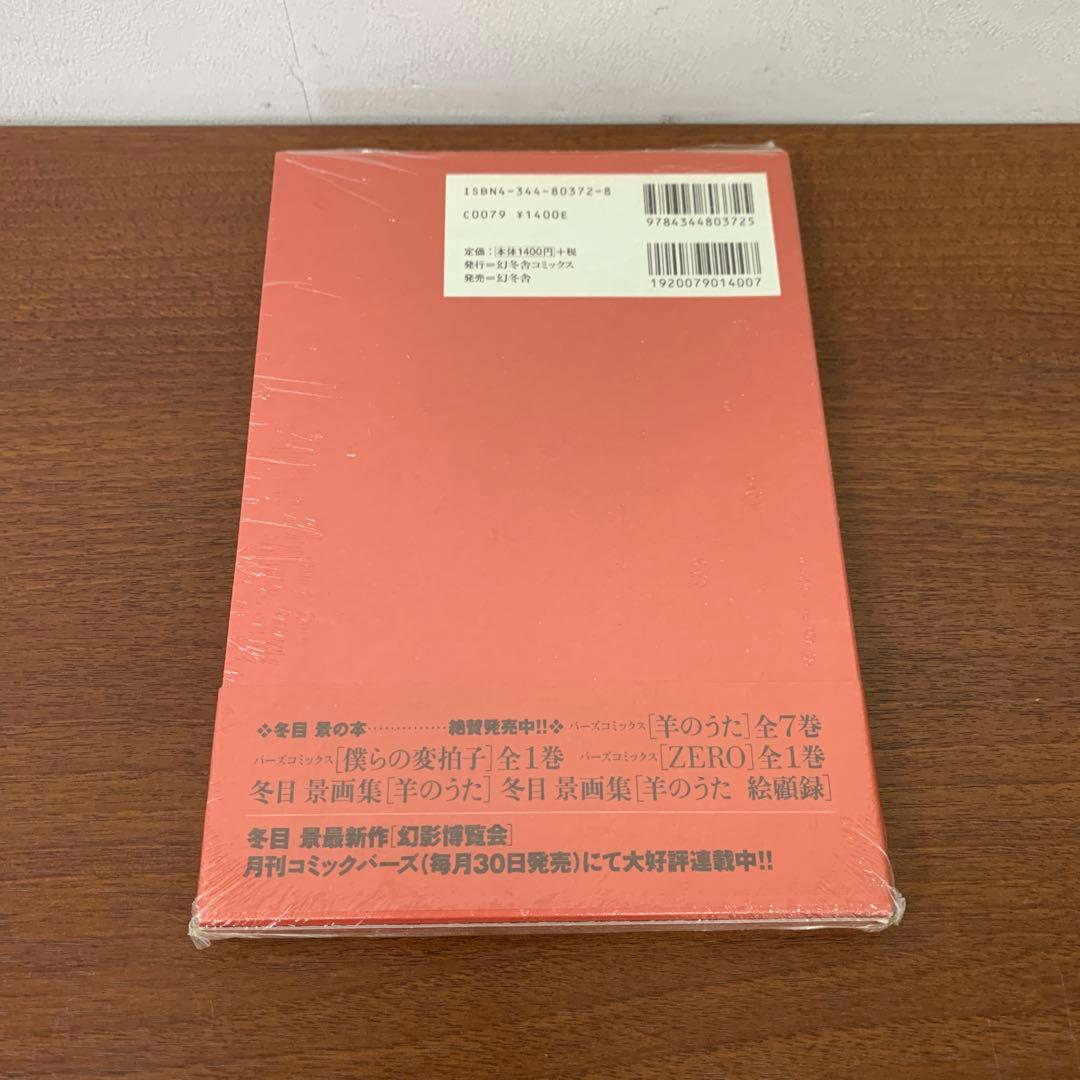 ISBN4-344-80372-8
C0079 ¥1400E
定価：本体1400円+税
発行＝幻冬舎コミックス
発売＝幻冬舎
9784344803725
1920079014007
❖冬目 景の本‥‥‥‥‥絶賛発売中!!❖ バーズコミックス[羊のうた]全7巻
バーズコミックス[僕らの変拍子]全1巻 バーズコミックス[ZERO]全1巻
冬目 景画集[羊のうた] 冬目 景画集[羊のうた 絵顧録]
冬目 景最新作[幻影博覧会]
月刊コミックバーズ(毎月30日発売)にて大好評連載中!!